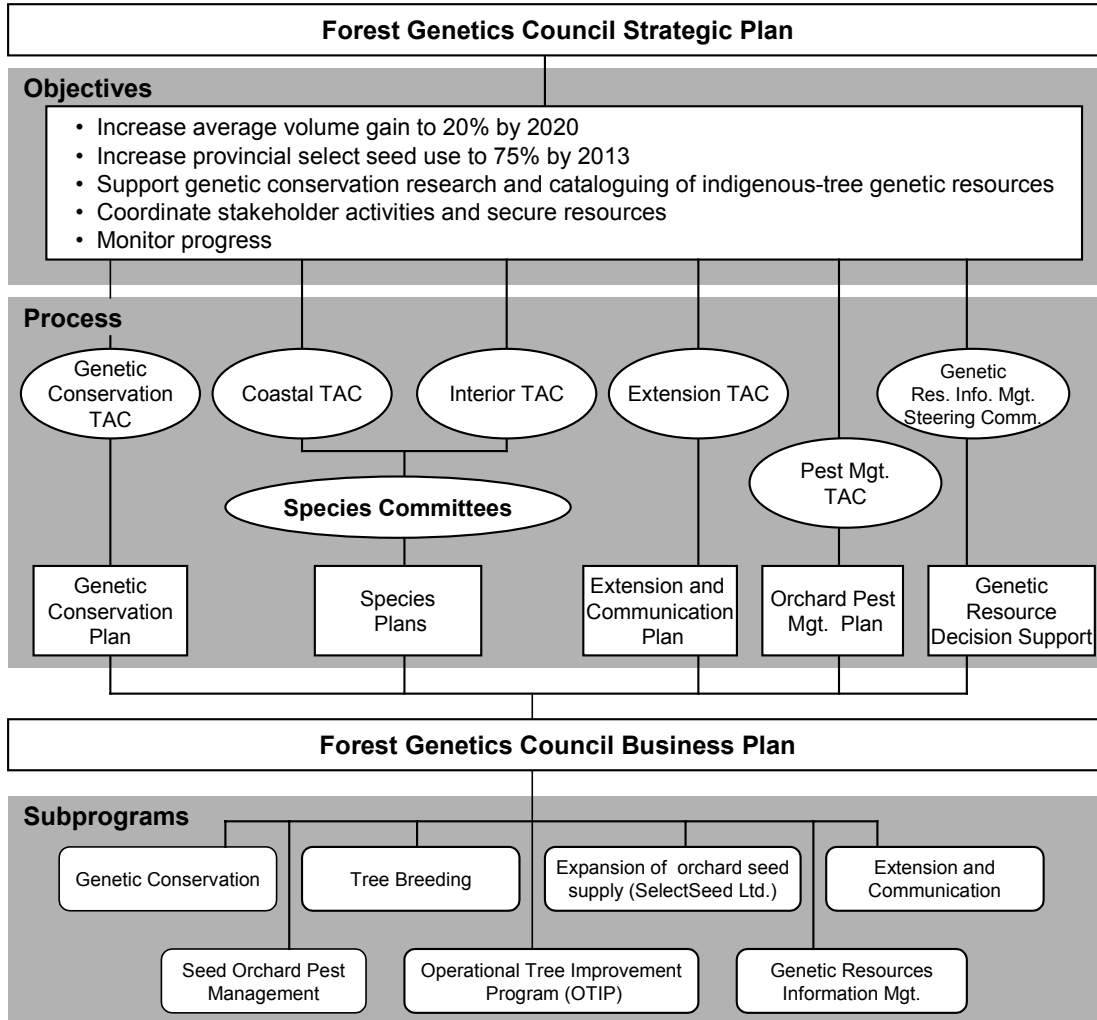 Forest Genetics Council Strategic Plan
Objectives
• Increase average volume gain to 20% by 2020
• Increase provincial select seed use to 75% by 2013
• Support genetic conservation research and cataloguing of indigenous-tree genetic resources
• Coordinate stakeholder activities and secure resources
• Monitor progress
Process
Genetic
Conservation
TAC
Coastal TAC
Interior TAC
Extension TAC
Genetic
Res. Info. Mgt.
Steering Comm.
Pest Mgt.
TAC
Species Committees
Genetic
Conservation
Plan
Species
Plans
Extension and
Communication
Plan
Orchard Pest
Mgt. Plan
Genetic
Resource
Decision Support
Forest Genetics Council Business Plan
Subprograms
Genetic Conservation
Tree Breeding
Expansion of orchard seed
supply (SelectSeed Ltd.)
Extension and
Communication
Seed Orchard Pest
Management
Operational Tree Improvement
Program (OTIP)
Genetic Resources
Information Mgt.